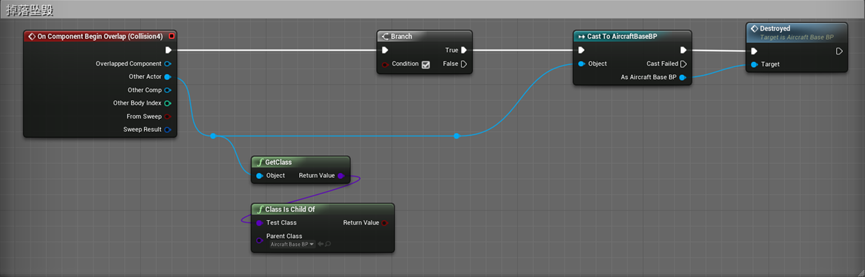 掉落坠毁
On Component Begin Overlap (Collision4)
Overlapped Component
Other Actor
Other Comp
Other Body Index
From Sweep
Sweep Result
Branch
True
Condition
False
Cast To AircraftBaseBP
Object
Cast Failed
As Aircraft Base BP
Destroyed
Target is Aircraft Base BP
Target
GetClass
Object
Return Value
Class Is Child Of
Test Class
Return Value
Parent Class
Aircraft Base BP